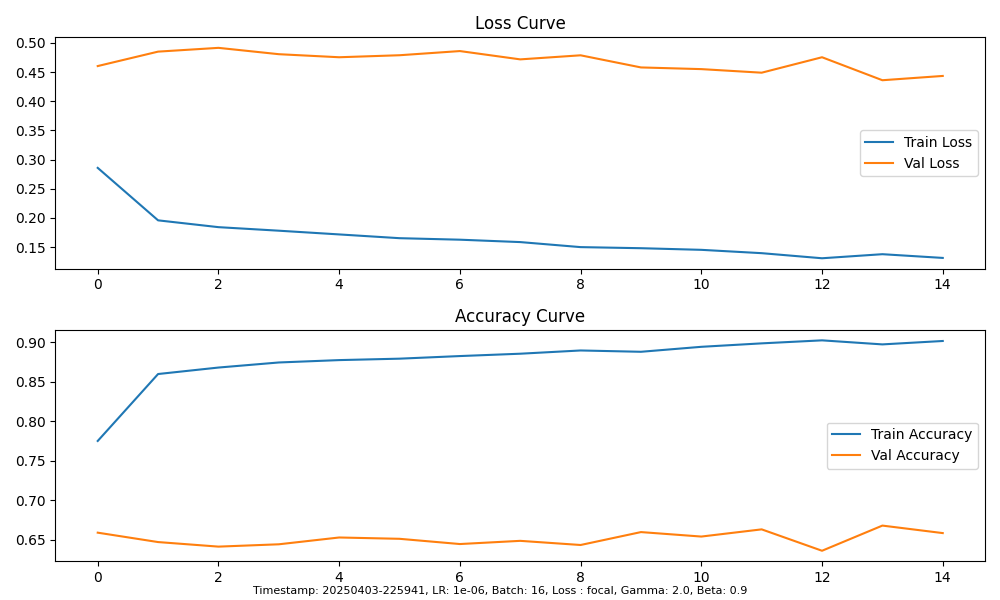 Loss Curve
0.50
0.45
0.40
0.35
0.30
0.25
0.20
0.15
Train Loss
Val Loss
0 2 4 6 8 10 12 14
Accuracy Curve
0.90
0.85
0.80
0.75
0.70
0.65
Train Accuracy
Val Accuracy
0 2 4 6 8 10 12 14
Timestamp: 20250403-225941, LR: 1e-06, Batch: 16, Loss : focal, Gamma: 2.0, Beta: 0.9